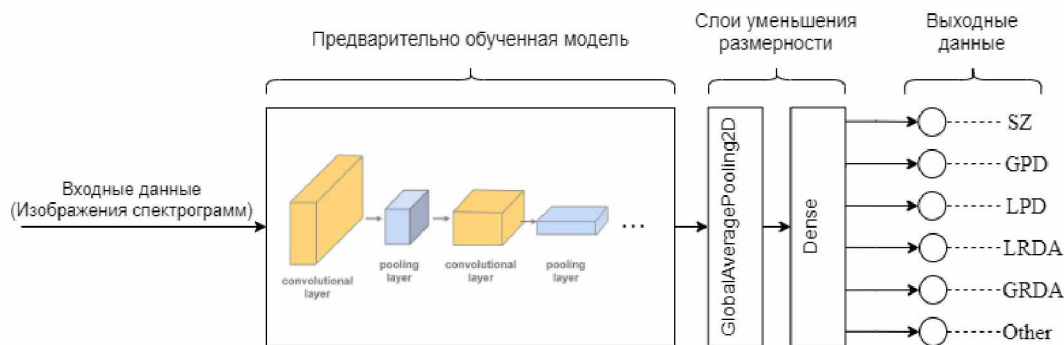 Предварительно обученная модель
Слои уменьшения
размерности
Выходные
данные
Входные данные
(Изображения спектрограмм)
convolutional
layer
pooling
layer
convolutional
layer
pooling
layer
...
GlobalAveragePooling2D
Dense
SZ
GPD
LPD
LRDA
GRDA
Other